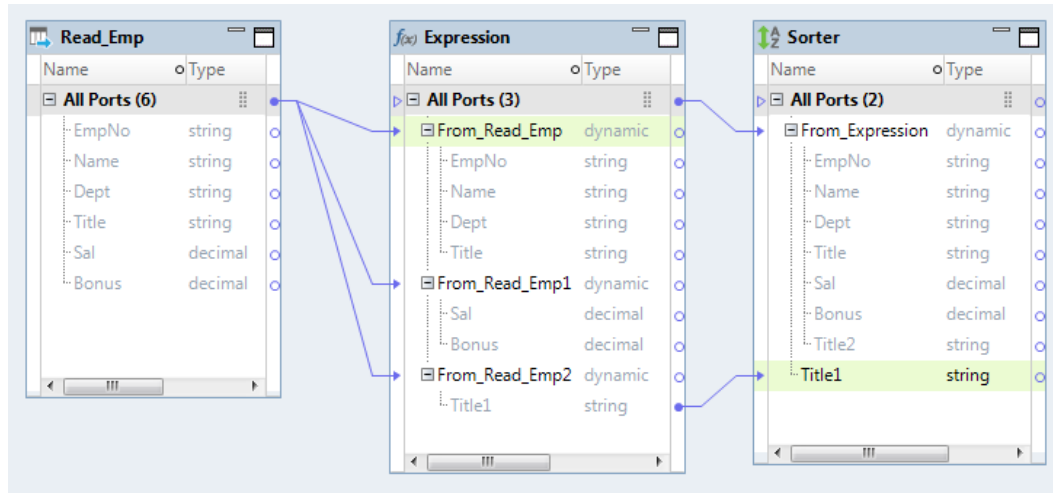 Read_Emp
Name Type
All Ports (6)
EmpNo string
Name string
Dept string
Title string
Sal decimal
Bonus decimal
f(x) Expression
Name Type
All Ports (3)
From_Read_Emp dynamic
EmpNo string
Name string
Dept string
Title string
From_Read_Emp1 dynamic
Sal decimal
Bonus decimal
From_Read_Emp2 dynamic
Title1 string
A Z Sorter
Name Type
All Ports (2)
From_Expression dynamic
EmpNo string
Name string
Dept string
Title string
Sal decimal
Bonus decimal
Title2 string
Title1 string